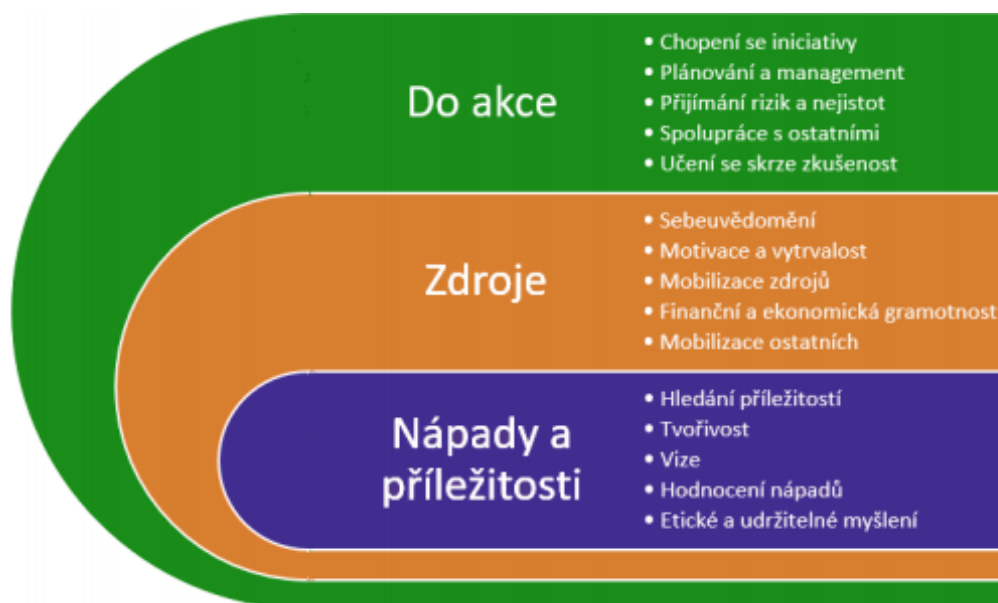 Do akce
• Chopení se iniciativy
• Plánování a management
• Přijímání rizik a nejistot
• Spolupráce s ostatními
• Učení se skrze zkušenost
Zdroje
• Sebeuvědomění
• Motivace a vytrvalost
• Mobilizace zdrojů
• Finanční a ekonomická gramotnost
• Mobilizace ostatních
Nápady a
příležitosti
• Hledání příležitostí
• Tvořivost
• Vize
• Hodnocení nápadů
• Etické a udržitelné myšlení